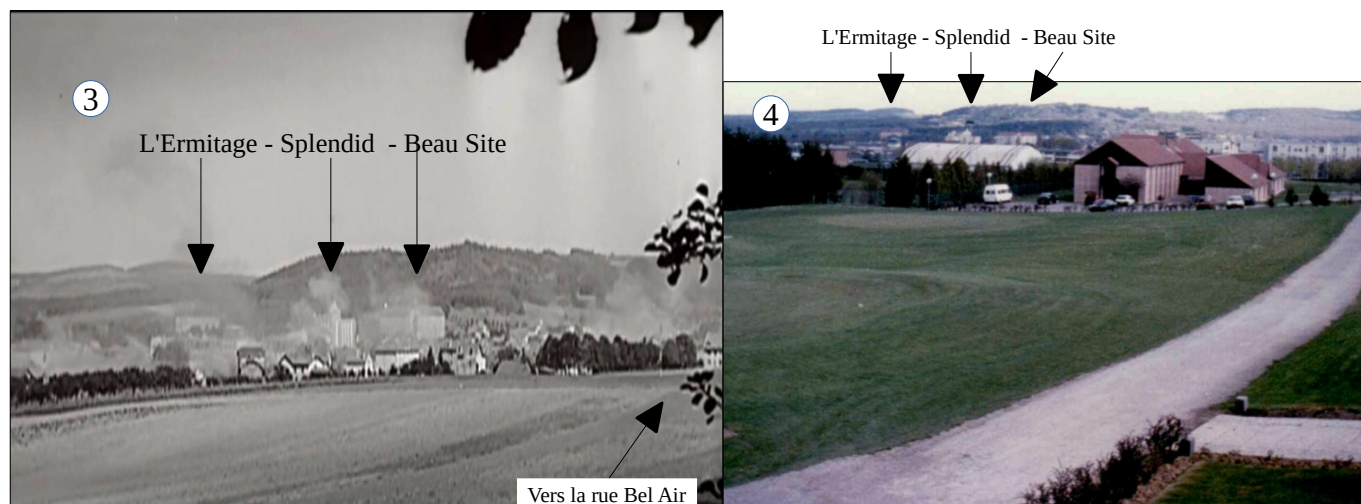 3
L'Ermitage - Splendid - Beau Site
Vers la rue Bel Air
L'Ermitage - Splendid - Beau Site
4